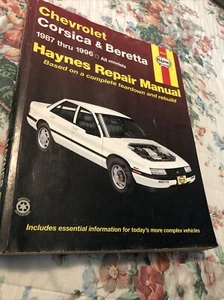 Chevrolet
Corsica & Beretta
1987 thru 1996 All models
Haynes Repair Manual
Based on a complete teardown and rebuild
Includes essential information for today's more complex vehicles